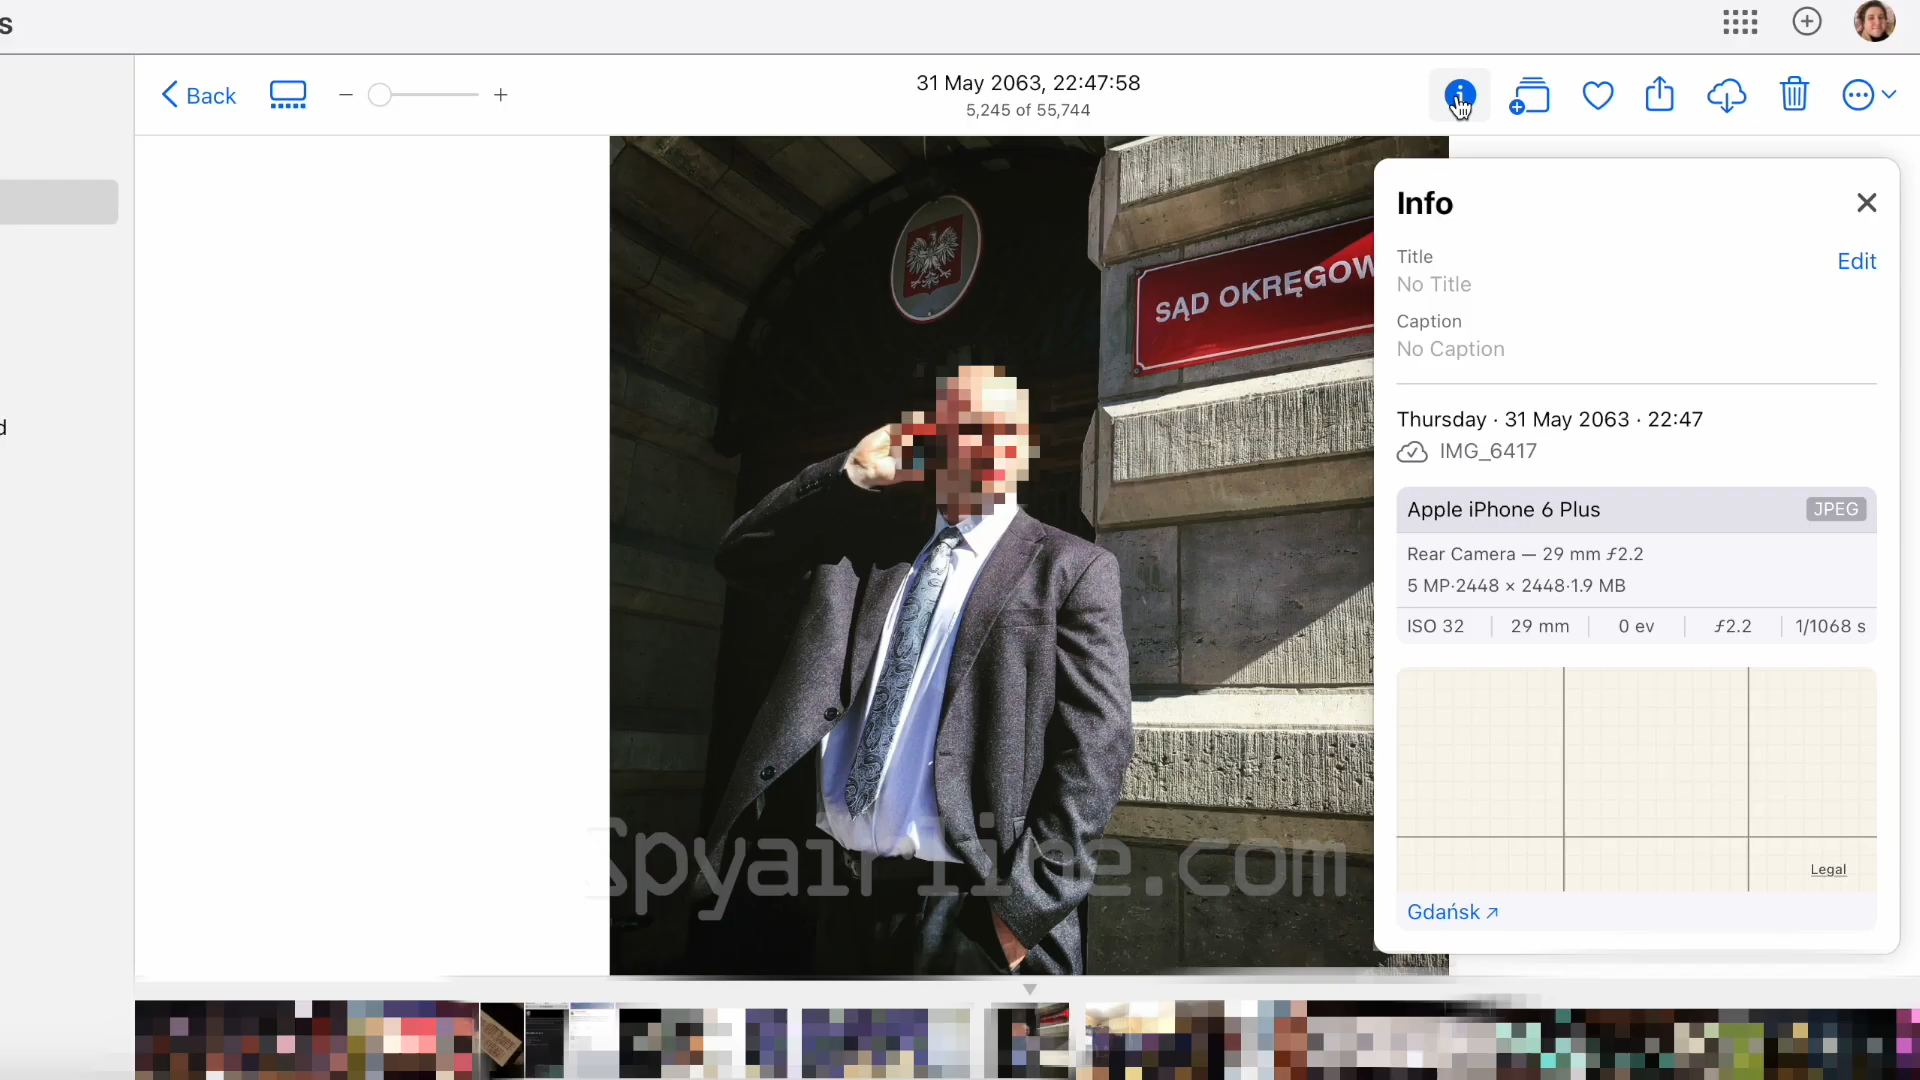 s
Back
31 May 2063, 22:47:58
5,245 of 55,744
Info
Title
Edit
No Title
Caption
No Caption
d
Thursday · 31 May 2063 · 22:47
IMG_6417
Apple iPhone 6 Plus
JPEG
Rear Camera — 29 mm ƒ2.2
5 MP·2448 × 2448·1.9 MB
ISO 32
29 mm
0 ev
ƒ2.2
1/1068 s
Legal
Gdańsk ↗
SĄD OKRĘGOW
Spyairline.com